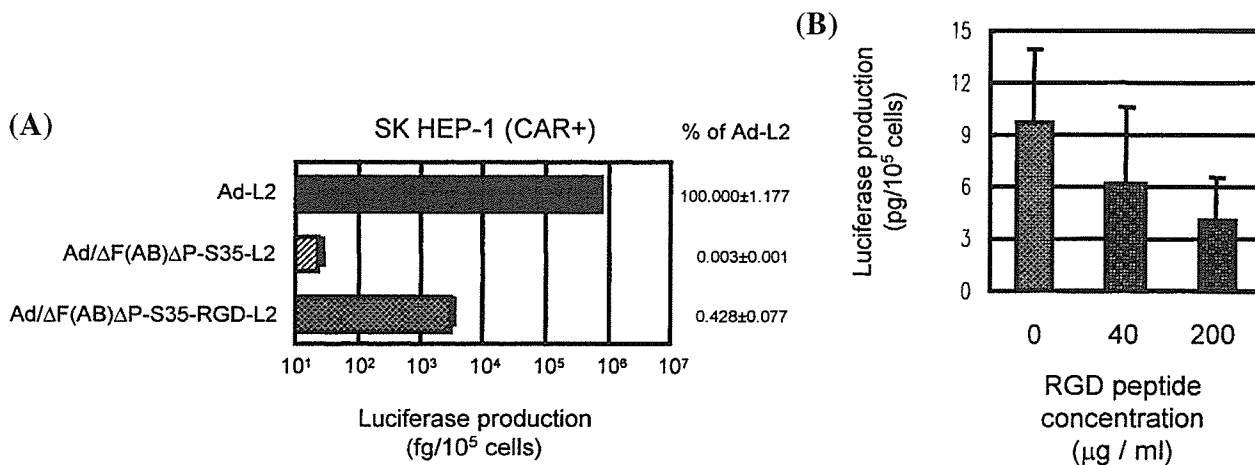 (A)
SK HEP-1 (CAR+)
% of Ad-L2
Ad-L2
100.000±1.177
Ad/ΔF(AB)ΔP-S35-L2
0.003±0.001
Ad/ΔF(AB)ΔP-S35-RGD-L2
0.428±0.077
10¹ 10² 10³ 10⁴ 10⁵ 10⁶ 10⁷
Luciferase production
(fg/10⁵ cells)
(B)
Luciferase production
(pg/10⁵ cells)
15
12
9
6
3
0
0 40 200
RGD peptide
concentration
(μg / ml)